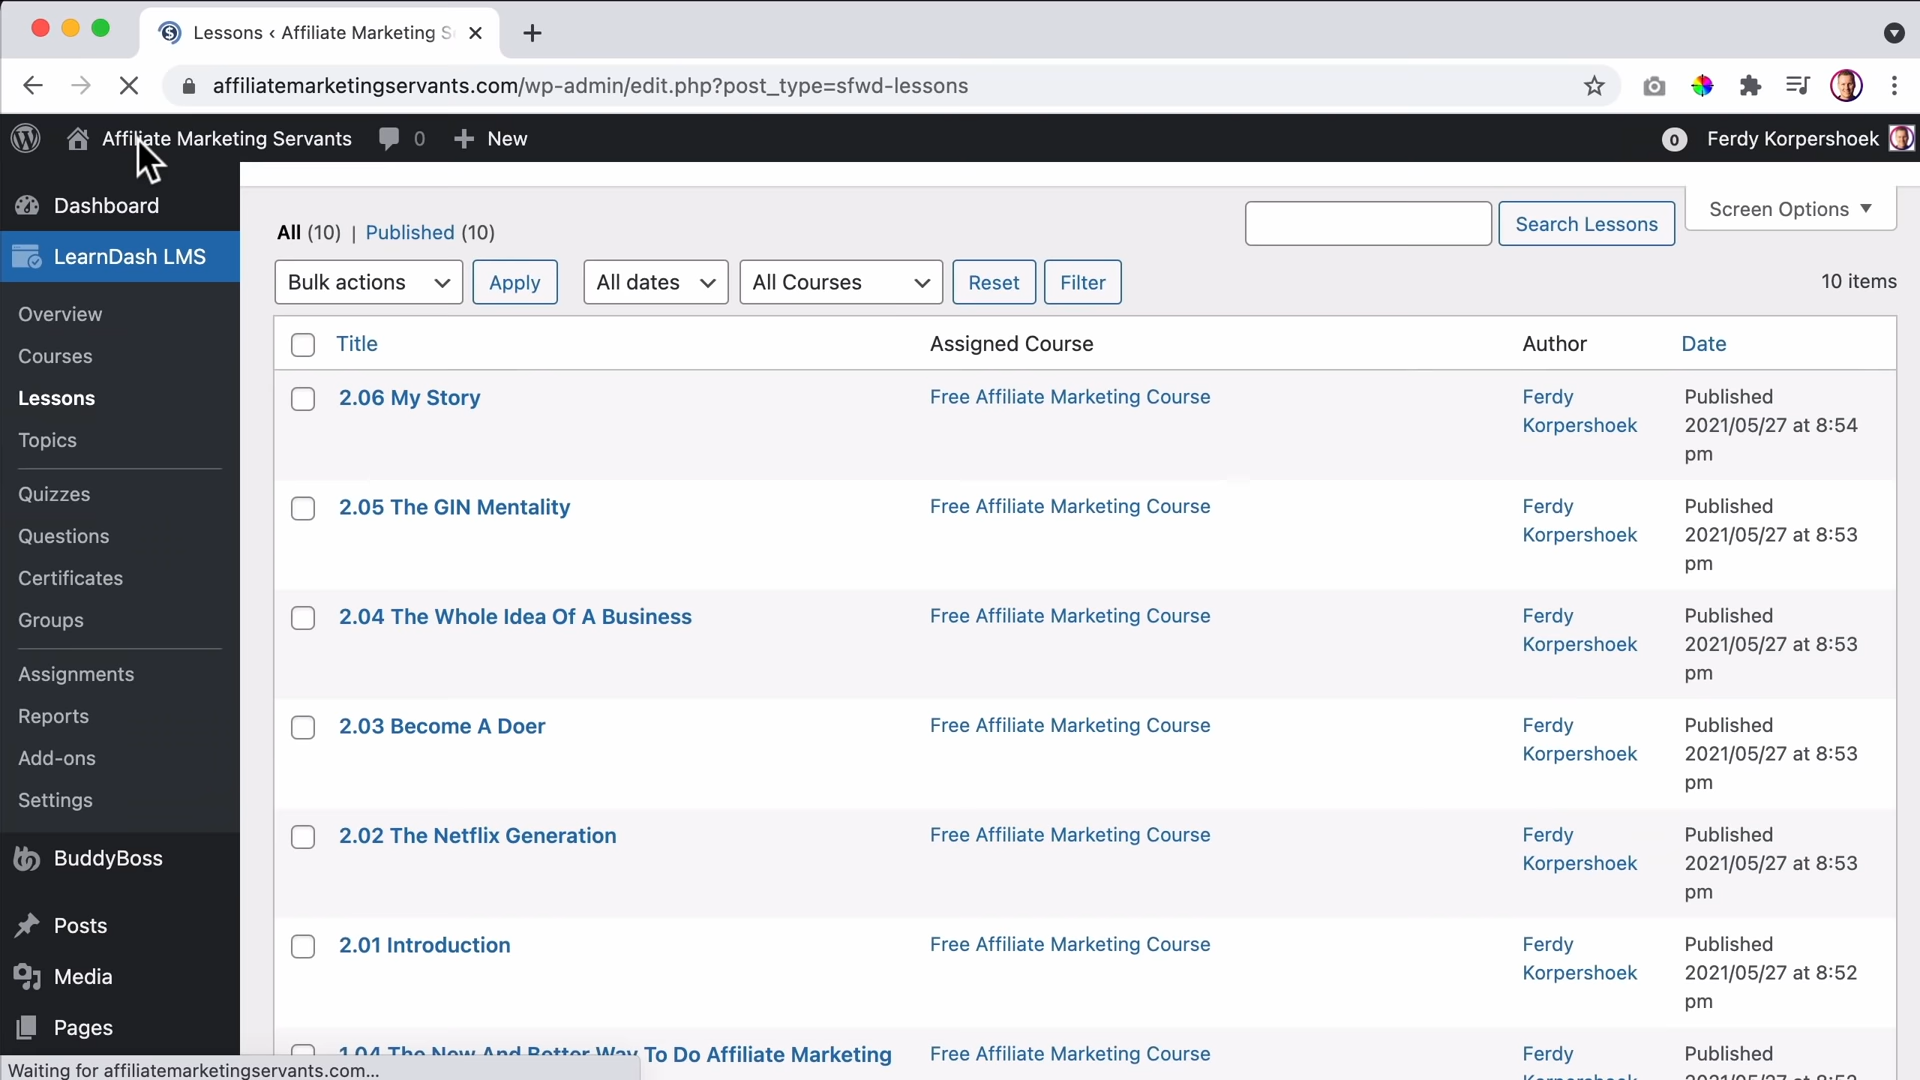 Lessons ‹ Affiliate Marketing S
affiliatemarketingservants.com/wp-admin/edit.php?post_type=sfwd-lessons
Affiliate Marketing Servants 0 + New 0 Ferdy Korpershoek
Dashboard
LearnDash LMS
Overview
Courses
Lessons
Topics
Quizzes
Questions
Certificates
Groups
Assignments
Reports
Add-ons
Settings
BuddyBoss
Posts
Media
Pages
Screen Options
All (10) | Published (10)
Search Lessons
Bulk actions Apply All dates All Courses Reset Filter 10 items
Title Assigned Course Author Date
2.06 My Story Free Affiliate Marketing Course Ferdy Published
Korpershoek 2021/05/27 at 8:54
pm
2.05 The GIN Mentality Free Affiliate Marketing Course Ferdy Published
Korpershoek 2021/05/27 at 8:53
pm
2.04 The Whole Idea Of A Business Free Affiliate Marketing Course Ferdy Published
Korpershoek 2021/05/27 at 8:53
pm
2.03 Become A Doer Free Affiliate Marketing Course Ferdy Published
Korpershoek 2021/05/27 at 8:53
pm
2.02 The Netflix Generation Free Affiliate Marketing Course Ferdy Published
Korpershoek 2021/05/27 at 8:53
pm
2.01 Introduction Free Affiliate Marketing Course Ferdy Published
Korpershoek 2021/05/27 at 8:52
pm
1.04 The New And Better Way To Do Affiliate Marketing Free Affiliate Marketing Course Ferdy Published
Waiting for affiliatemarketingservants.com...